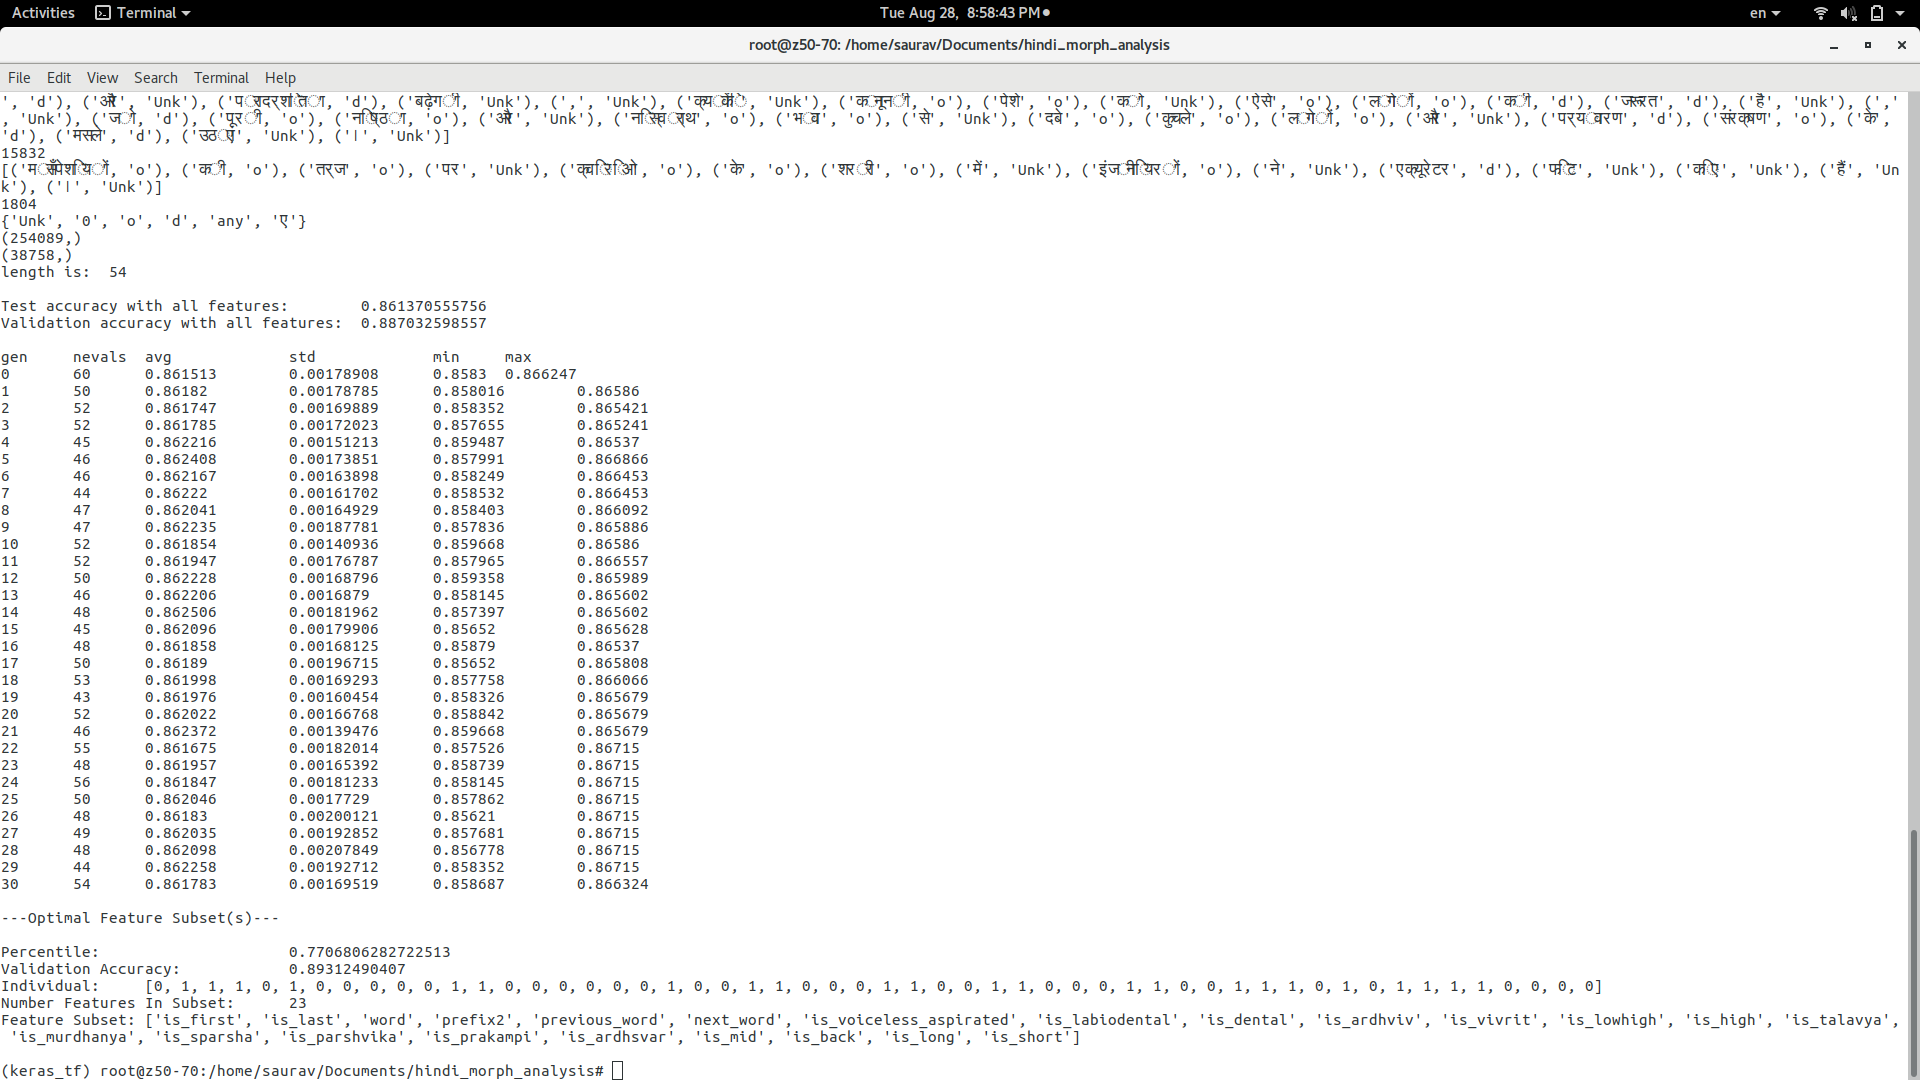 Activities Terminal Tue Aug 28, 8:58:43 PM en
root@z50-70: /home/saurav/Documents/hindi_morph_analysis
File Edit View Search Terminal Help
', 'd'), ('और', 'Unk'), ('पारदर्शिता', 'd'), ('बढ़ेगी', 'Unk'), (',', 'Unk'), ('क्योंकि', 'Unk'), ('कानूनी', 'o'), ('पेशे', 'o'), ('को', 'Unk'), ('ऐसे', 'o'), ('लोगों', 'o'), ('की', 'd'), ('जरूरत', 'd'), ('है', 'Unk'), (','
, 'Unk'), ('जो', 'd'), ('पूरी', 'o'), ('निष्ठा', 'o'), ('और', 'Unk'), ('निस्वार्थ', 'o'), ('भाव', 'o'), ('से', 'Unk'), ('दबे', 'o'), ('कुचले', 'o'), ('लोगों', 'o'), ('और', 'Unk'), ('पर्यावरण', 'd'), ('संरक्षण', 'o'), ('के',
'd'), ('मसले', 'd'), ('उठाएं', 'Unk'), ('।', 'Unk')]
15832
[('मांसपेशियों', 'o'), ('की', 'o'), ('तर्ज', 'o'), ('पर', 'Unk'), ('के', 'o'), ('शरीर', 'o'), ('में', 'Unk'), ('इंजीनियरों', 'o'), ('ने', 'Unk'), ('एक्यूरेटर', 'd'), ('फिट', 'Unk'), ('किए', 'Unk'), ('हैं', 'Un
k'), ('।', 'Unk')]
1804
{'Unk', '0', 'o', 'd', 'any', 'ए'}
(254089,)
(38758,)
length is: 54
Test accuracy with all features: 0.861370555756
Validation accuracy with all features: 0.887032598557
gen nevals avg std min max
0 60 0.861513 0.00178908 0.8583 0.866247
1 50 0.86182 0.00178785 0.858016 0.86586
2 52 0.861747 0.00169889 0.858352 0.865421
3 52 0.861785 0.00172023 0.857655 0.865241
4 45 0.862216 0.00151213 0.859487 0.86537
5 46 0.862408 0.00173851 0.857991 0.866866
6 46 0.862167 0.00163898 0.858249 0.866453
7 44 0.86222 0.00161702 0.858532 0.866453
8 47 0.862041 0.00164929 0.858403 0.866092
9 47 0.862235 0.00187781 0.857836 0.865886
10 52 0.861854 0.00140936 0.859668 0.86586
11 52 0.861947 0.00176787 0.857965 0.866557
12 50 0.862228 0.00168796 0.859358 0.865989
13 46 0.862206 0.0016879 0.858145 0.865602
14 48 0.862506 0.00181962 0.857397 0.865602
15 45 0.862096 0.00179906 0.85652 0.865628
16 48 0.861858 0.00168125 0.85879 0.86537
17 50 0.86189 0.00196715 0.85652 0.865808
18 53 0.861998 0.00169293 0.857758 0.866066
19 43 0.861976 0.00160454 0.858326 0.865679
20 52 0.862022 0.00166768 0.858842 0.865679
21 46 0.862372 0.00139476 0.859668 0.865679
22 55 0.861675 0.00182014 0.857526 0.86715
23 48 0.861957 0.00165392 0.858739 0.86715
24 56 0.861847 0.00181233 0.858145 0.86715
25 50 0.862046 0.0017729 0.857862 0.86715
26 48 0.86183 0.00200121 0.85621 0.86715
27 49 0.862035 0.00192852 0.857681 0.86715
28 48 0.862098 0.00207849 0.856778 0.86715
29 44 0.862258 0.00192712 0.858352 0.86715
30 54 0.861783 0.00169519 0.858687 0.866324
---Optimal Feature Subset(s)---
Percentile: 0.7706806282722513
Validation Accuracy: 0.89312490407
Individual: [0, 1, 1, 1, 0, 1, 0, 0, 0, 0, 0, 1, 1, 0, 0, 0, 0, 0, 0, 1, 0, 0, 1, 1, 0, 0, 0, 1, 1, 0, 0, 1, 1, 0, 0, 0, 1, 1, 0, 0, 1, 1, 1, 0, 1, 0, 1, 1, 1, 1, 0, 0, 0, 0]
Number Features In Subset: 23
Feature Subset: ['is_first', 'is_last', 'word', 'prefix2', 'previous_word', 'next_word', 'is_voiceless_aspirated', 'is_labiodental', 'is_dental', 'is_ardhviv', 'is_vivrit', 'is_lowhigh', 'is_high', 'is_talavya',
'is_murdhanya', 'is_sparsha', 'is_parshvika', 'is_prakampi', 'is_ardhsvar', 'is_mid', 'is_back', 'is_long', 'is_short']
(keras_tf) root@z50-70:/home/saurav/Documents/hindi_morph_analysis#